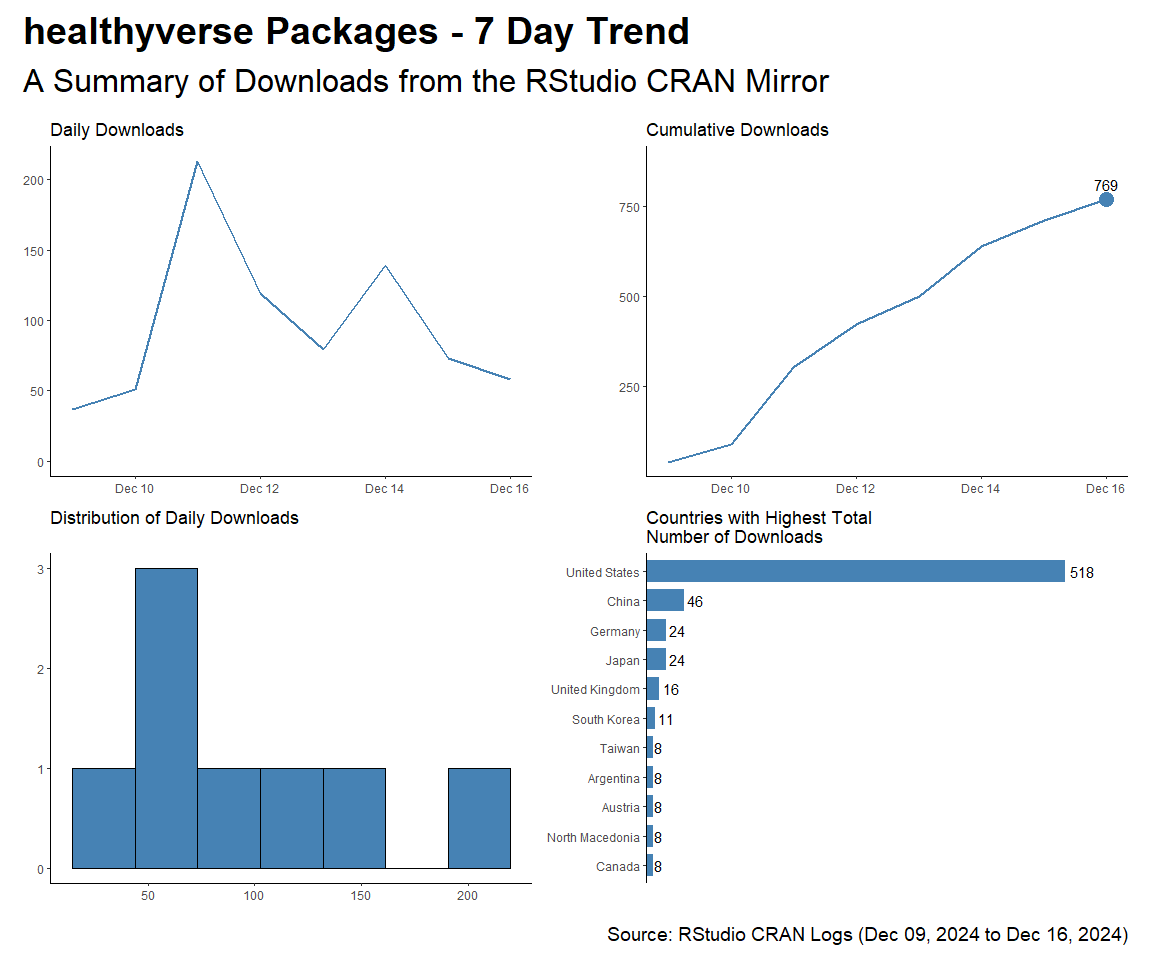 healthyverse Packages - 7 Day Trend
A Summary of Downloads from the RStudio CRAN Mirror
Daily Downloads
200
150
100
50
0
Dec 10 Dec 12 Dec 14 Dec 16
Cumulative Downloads
769
750
500
250
Dec 10 Dec 12 Dec 14 Dec 16
Distribution of Daily Downloads
3
2
1
0
50 100 150 200
Countries with Highest Total
Number of Downloads
United States 518
China 46
Germany 24
Japan 24
United Kingdom 16
South Korea 11
Taiwan 8
Argentina 8
Austria 8
North Macedonia 8
Canada 8
Source: RStudio CRAN Logs (Dec 09, 2024 to Dec 16, 2024)